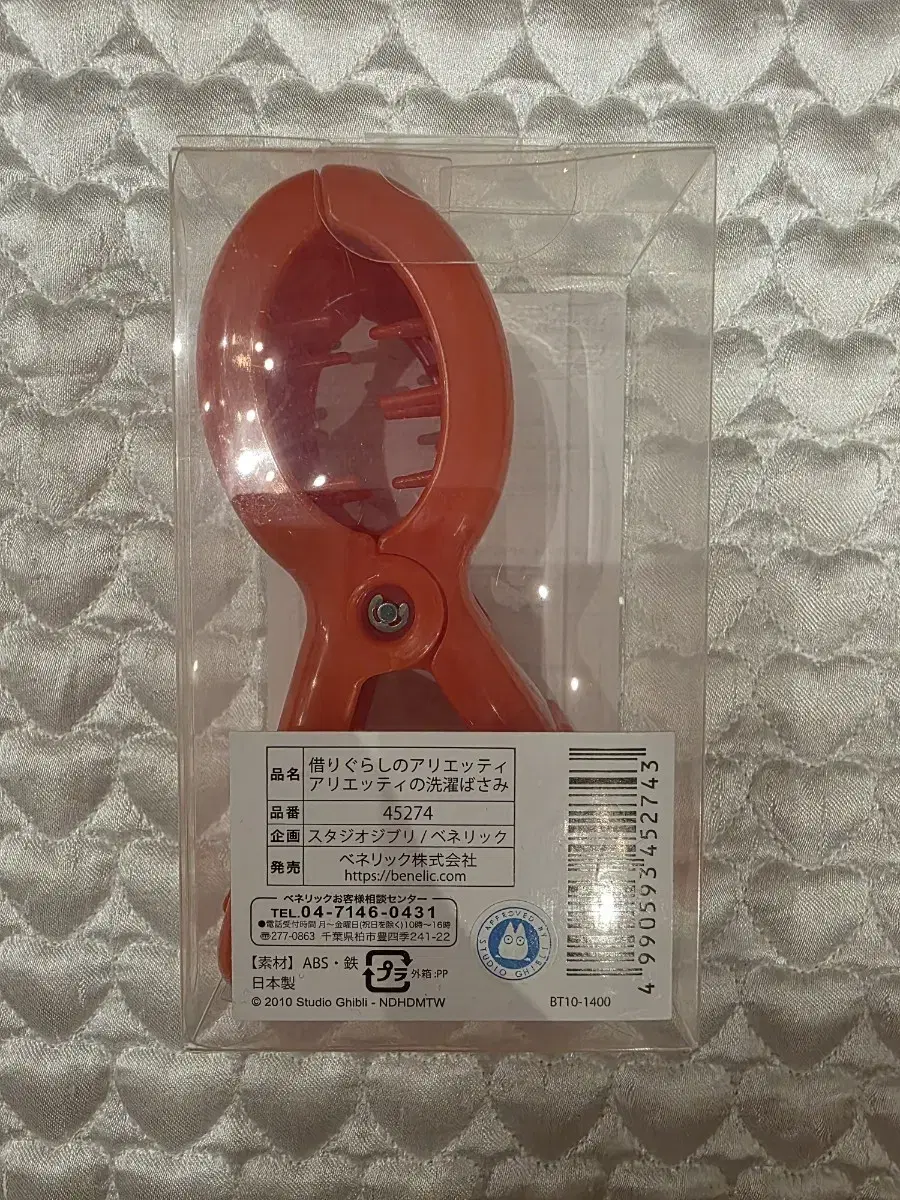 品名 借りぐらしのアリエッティ
アリエッティの洗濯ばさみ
品番 45274
企画 スタジオジブリ / ベネリック
発売 ベネリック株式会社
https://benelic.com
ベネリックお客様相談センター
TEL.04-7146-0431
●電話受付時間 月〜金曜日(祝日を除く)10時〜16時
〠277-0863 千葉県柏市豊四季241-22
【素材】ABS・鉄
プラ 外箱:PP
日本製
© 2010 Studio Ghibli - NDHDMTW
APPROVED BY
STUDIO GHIBLI
BT10-1400
4 990593 452743